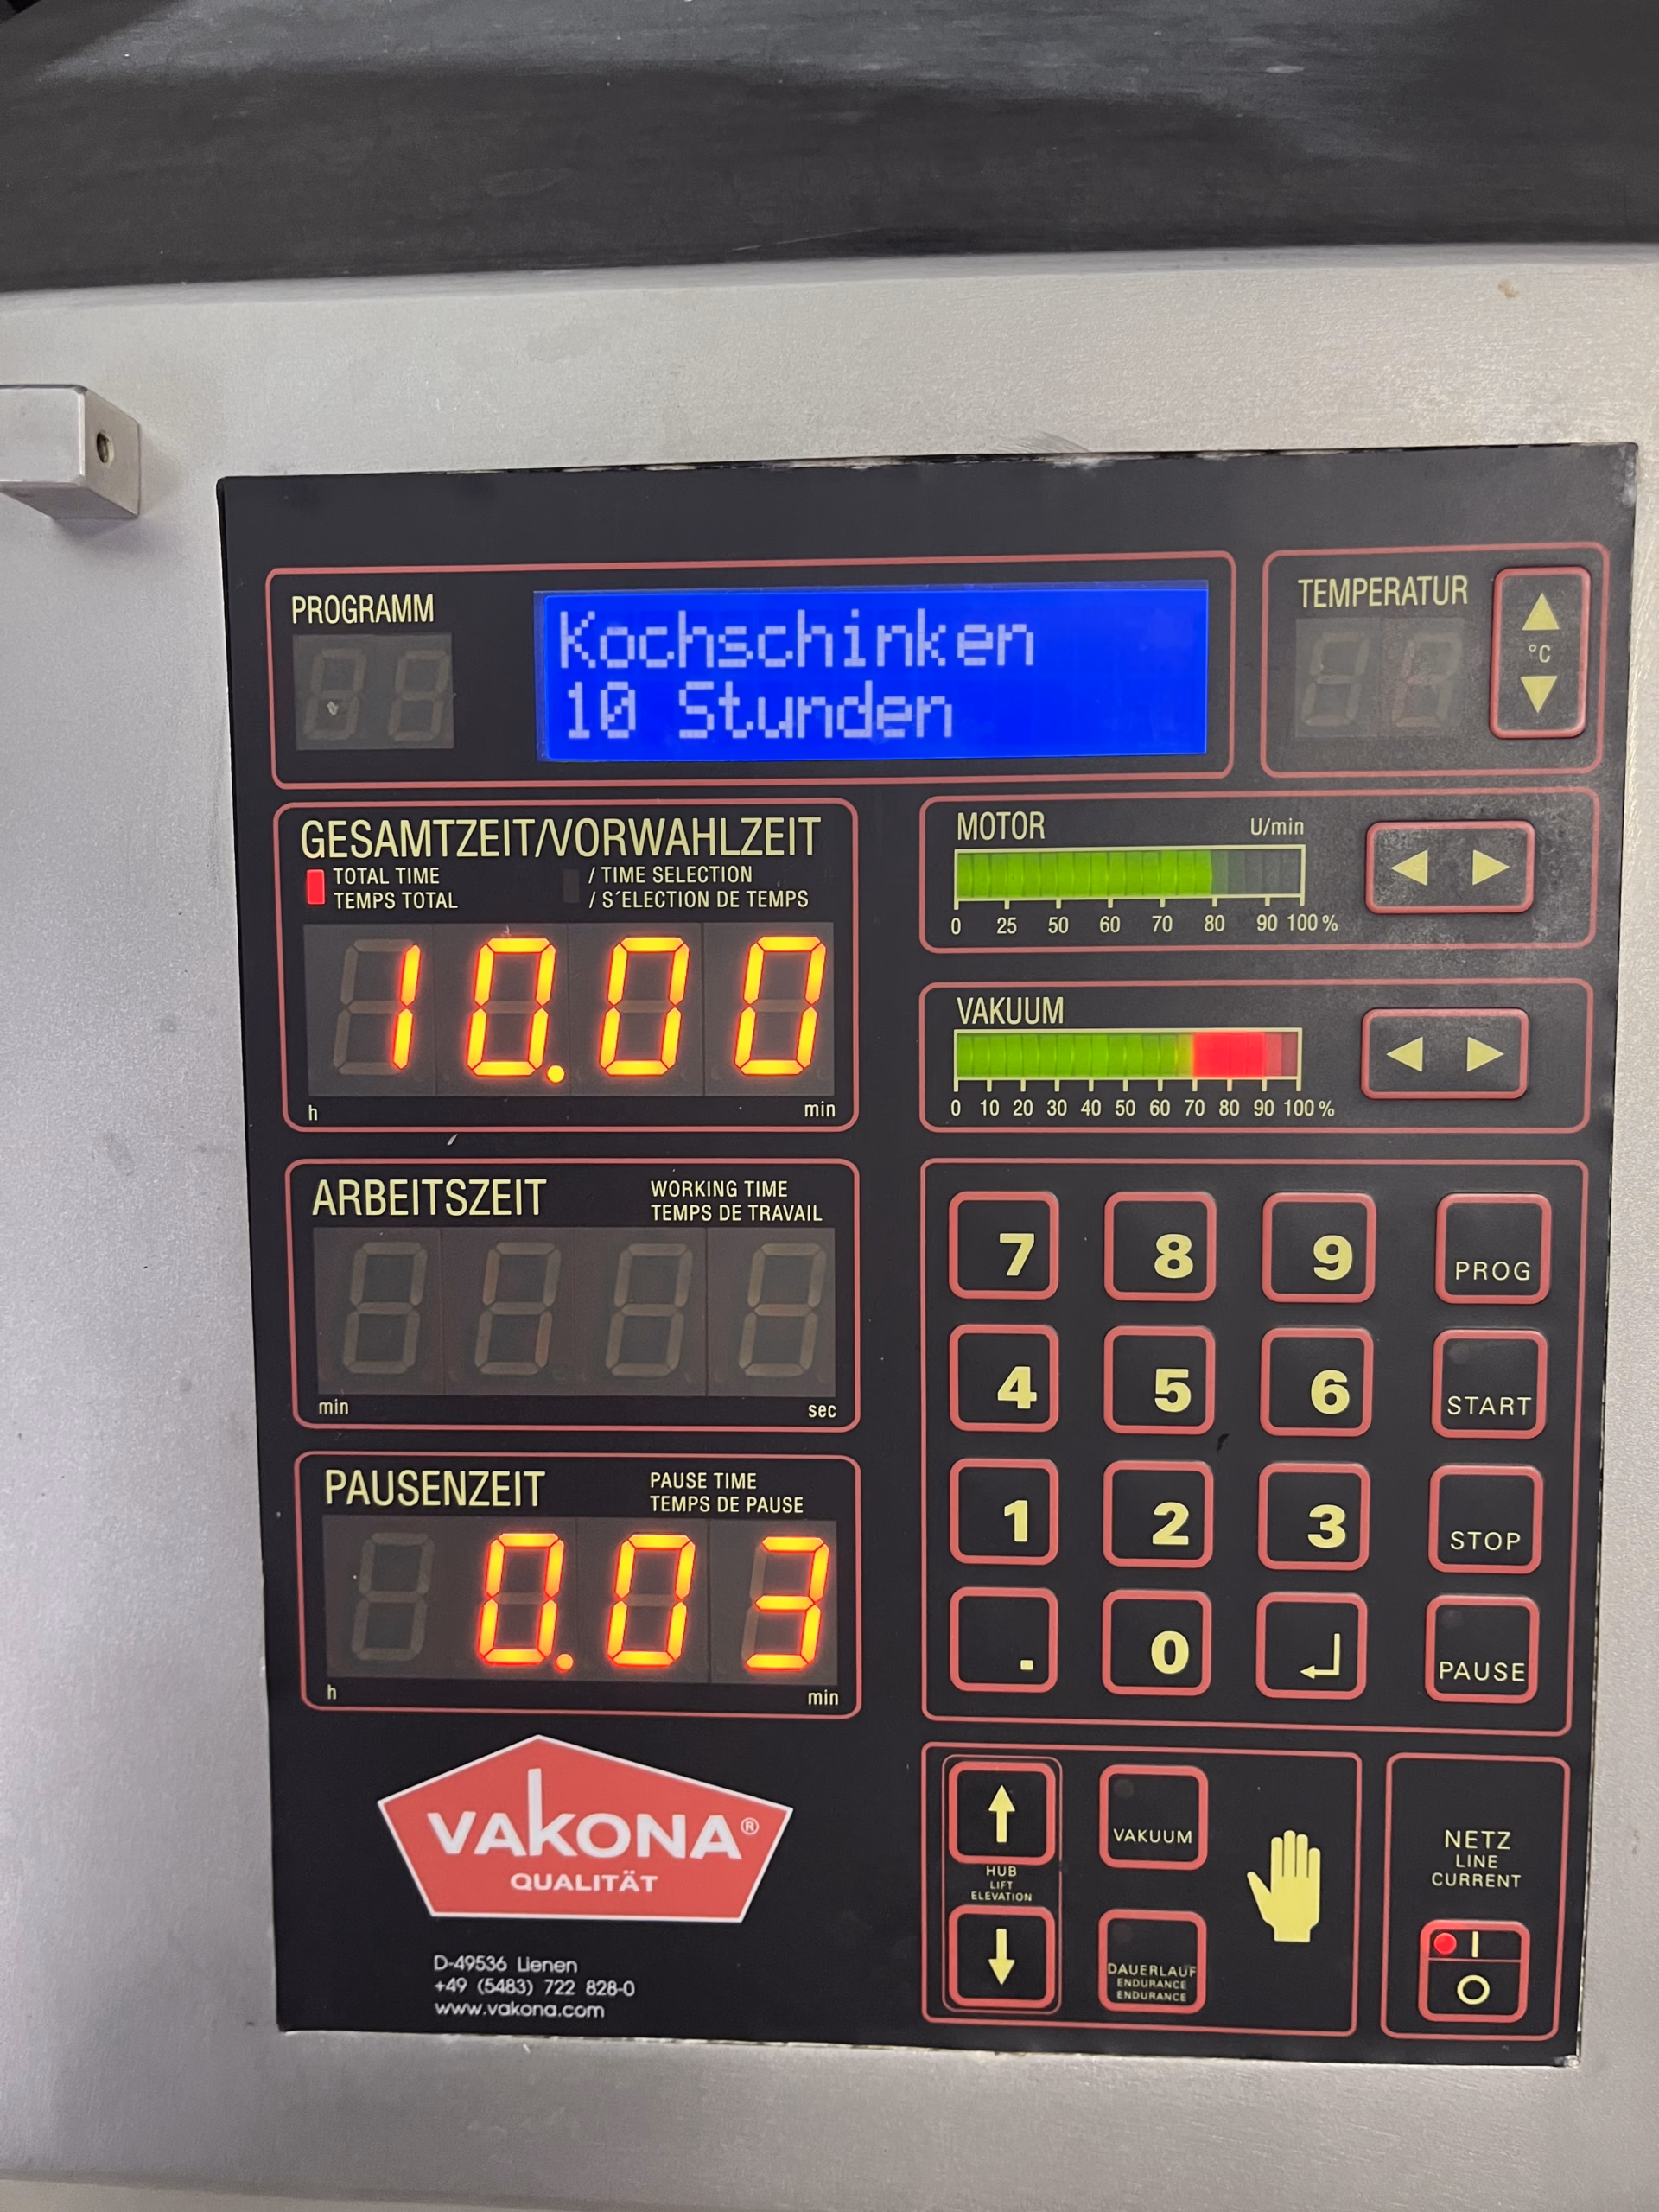 PROGRAMM
Kochschinken
10 Stunden
TEMPERATUR
°C
GESAMTZEIT/VORWAHLZEIT
TOTAL TIME / TIME SELECTION
TEMPS TOTAL / S´ELECTION DE TEMPS
10.00
h min
MOTOR U/min
0 25 50 60 70 80 90 100 %
VAKUUM
0 10 20 30 40 50 60 70 80 90 100 %
ARBEITSZEIT
WORKING TIME
TEMPS DE TRAVAIL
min sec
PAUSENZEIT
PAUSE TIME
TEMPS DE PAUSE
0.03
h min
7 8 9 PROG
4 5 6 START
1 2 3 STOP
. 0 PAUSE
VAKONA®
QUALITÄT
D-49536 Lienen
+49 (5483) 722 828-0
www.vakona.com
HUB
LIFT
ELEVATION
VAKUUM
DAUERLAUF
ENDURANCE
ENDURANCE
NETZ
LINE
CURRENT
I
O